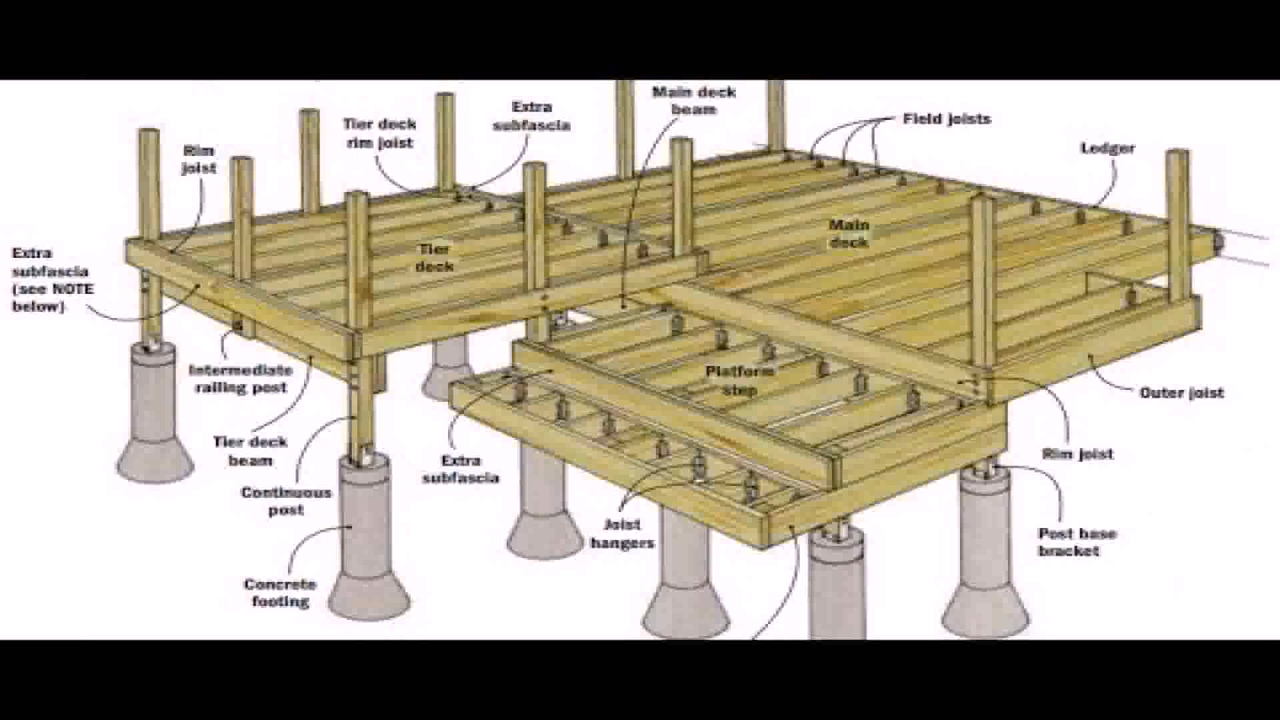 Main deck
beam
Extra
subfascia
Tier deck
rim joist
Field joists
Ledger
Rim
joist
Main
deck
Tier
deck
Extra
subfascia
(see NOTE
below)
Intermediate
railing post
Platform
step
Outer joist
Tier deck
beam
Extra
subfascia
Rim joist
Continuous
post
Joist
hangers
Post base
bracket
Concrete
footing